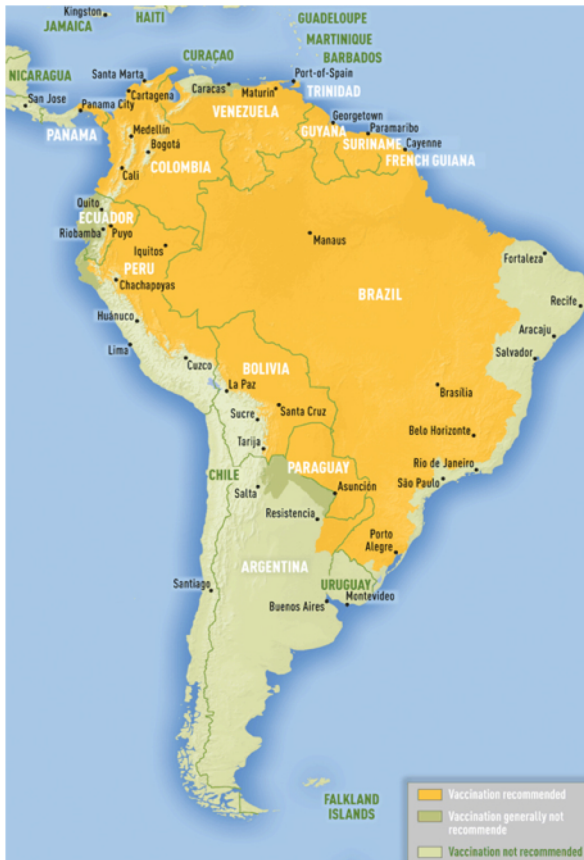 Kingston
HAITI
JAMAICA
GUADELOUPE
MARTINIQUE
BARBADOS
CURAÇAO
NICARAGUA
Santa Marta
Port-of-Spain
San Jose
Cartagena
Caracas
Maturin
TRINIDAD
Panama City
VENEZUELA
PANAMA
Georgetown
Medellín
GUYANA
Paramaribo
Bogotá
SURINAME
Cayenne
COLOMBIA
FRENCH GUIANA
Cali
Quito
ECUADOR
Riobamba
Puyo
Manaus
Iquitos
Fortaleza
PERU
Chachapoyas
BRAZIL
Recife
Huánuco
Aracaju
Lima
Salvador
Cuzco
BOLIVIA
La Paz
Brasília
Santa Cruz
Sucre
Belo Horizonte
Tarija
PARAGUAY
Río de Janeiro
CHILE
São Paulo
Salta
Asunción
Resistencia
Porto
Alegre
ARGENTINA
Santiago
URUGUAY
Buenos Aires
Montevideo
FALKLAND
ISLANDS
Vaccination recommended
Vaccination generally not
recommende
Vaccination not recommended